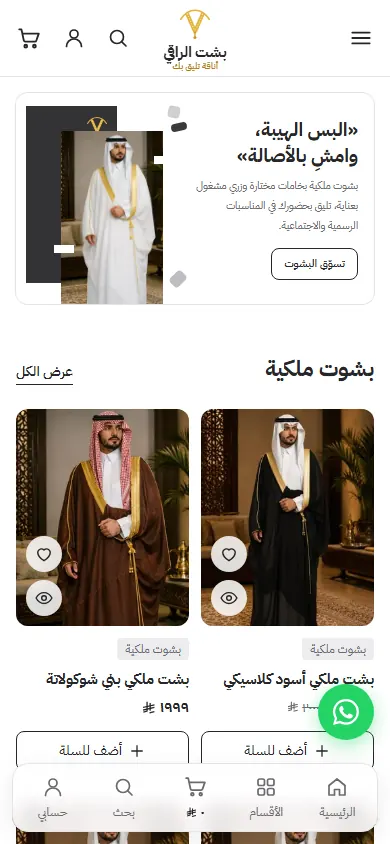 بشت الراقي
أناقة تليق بك
«البس الهيبة،
وامشِ بالأصالة»
بشوت ملكية بخامات مختارة وزري مشغول
بعناية، تليق بحضورك في المناسبات
الرسمية والاجتماعية.
تسوّق البشوت
بشوت ملكية
عرض الكل
بشوت ملكية
بشت ملكي أسود كلاسيكي
أضف للسلة
بشوت ملكية
بشت ملكي بني شوكولاتة
١٩٩٩
أضف للسلة
الرئيسية
الأقسام
٠
بحث
حسابي